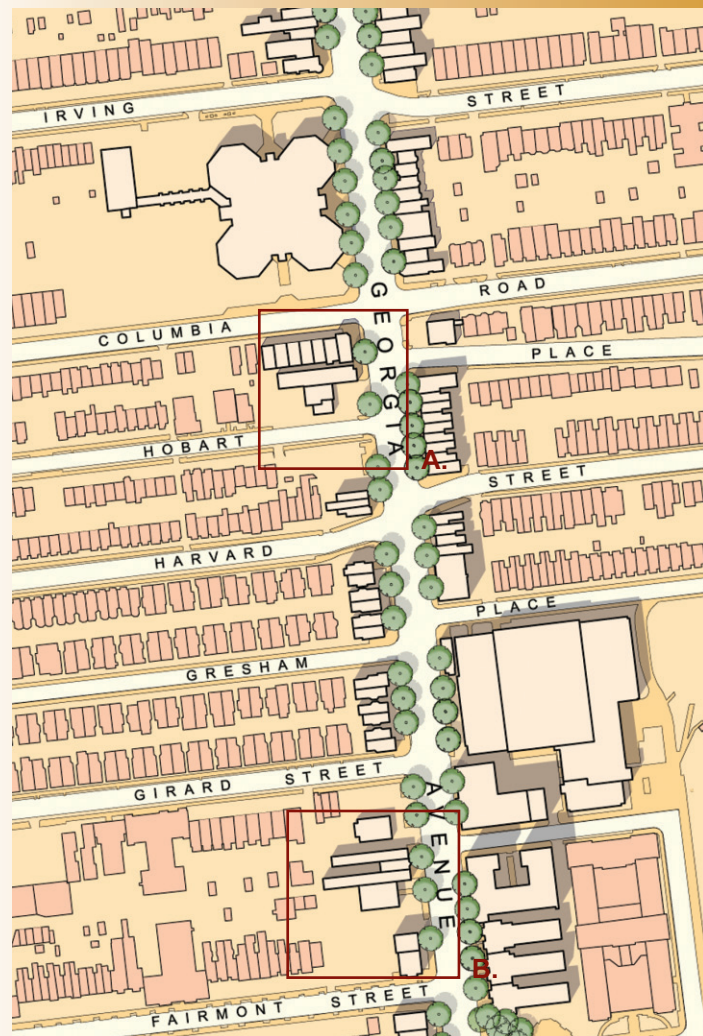 IRVING STREET
COLUMBIA ROAD
PLACE
GEORGIA
HOBART
A.
STREET
HARVARD
PLACE
GRESHAM
GIRARD STREET
AVENUE
B.
FAIRMONT STREET